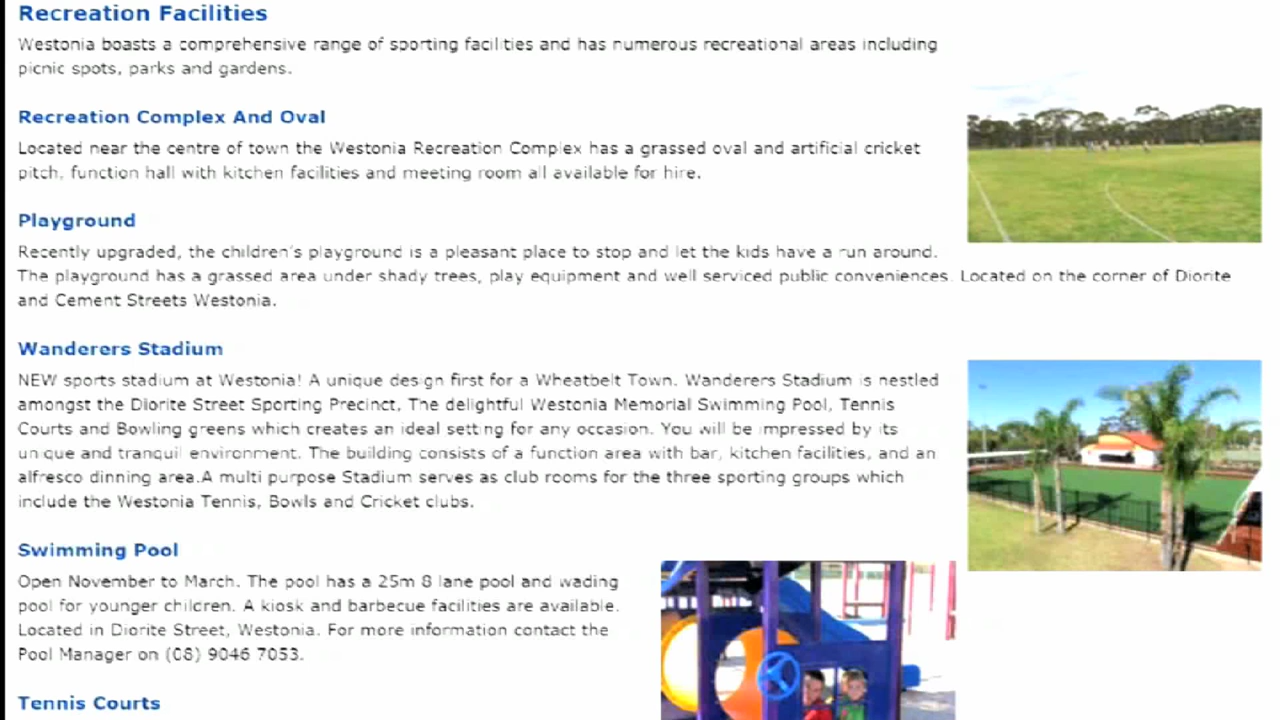 Recreation Facilities
Westonia boasts a comprehensive range of sporting facilities and has numerous recreational areas including
picnic spots, parks and gardens.
Recreation Complex And Oval
Located near the centre of town the Westonia Recreation Complex has a grassed oval and artificial cricket
pitch, function hall with kitchen facilities and meeting room all available for hire.
Playground
Recently upgraded, the children's playground is a pleasant place to stop and let the kids have a run around.
The playground has a grassed area under shady trees, play equipment and well serviced public conveniences. Located on the corner of Diorite
and Cement Streets Westonia.
Wanderers Stadium
NEW sports stadium at Westonia! A unique design first for a Wheatbelt Town. Wanderers Stadium is nestled
amongst the Diorite Street Sporting Precinct. The delightful Westonia Memorial Swimming Pool, Tennis
Courts and Bowling greens which creates an ideal setting for any occasion. You will be impressed by its
unique and tranquil environment. The building consists of a function area with bar, kitchen facilities, and an
alfresco dinning area.A multi purpose Stadium serves as club rooms for the three sporting groups which
include the Westonia Tennis, Bowls and Cricket clubs.
Swimming Pool
Open November to March. The pool has a 25m 8 lane pool and wading
pool for younger children. A kiosk and barbecue facilities are available.
Located in Diorite Street, Westonia. For more information contact the
Pool Manager on (08) 9046 7053.
Tennis Courts